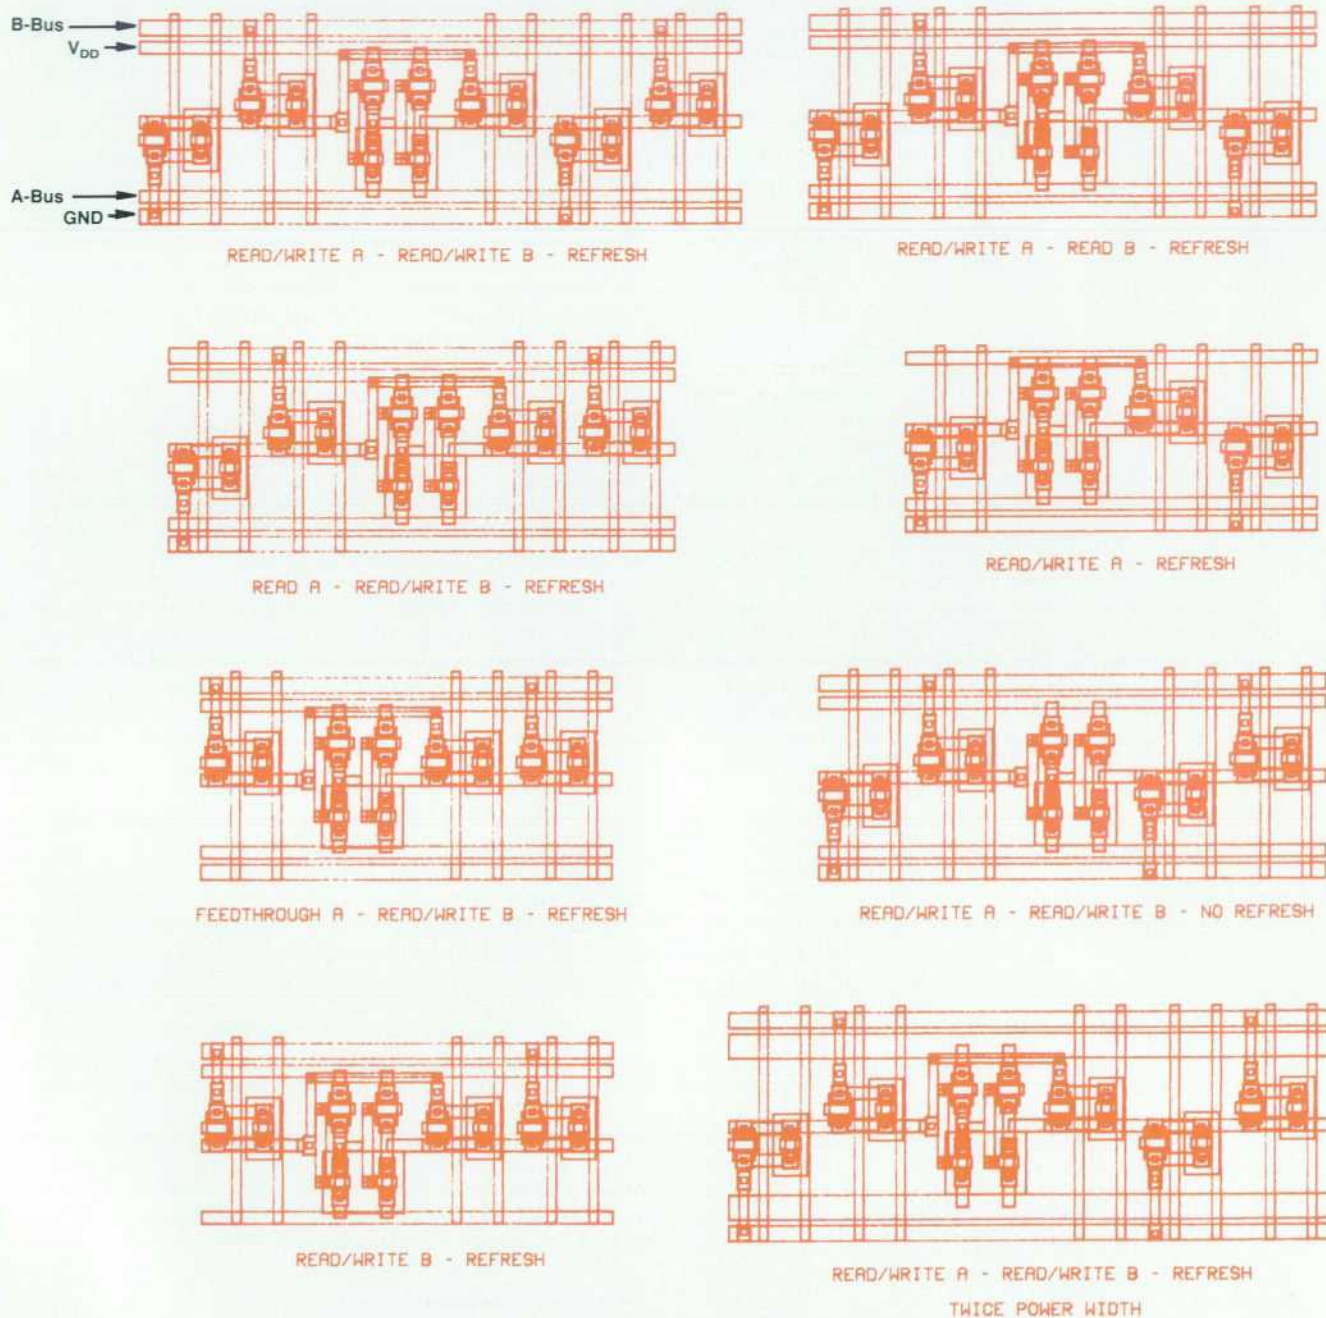 B-Bus
VDD
A-Bus
GND
READ/WRITE A - READ/WRITE B - REFRESH
READ/WRITE A - READ B - REFRESH
READ A - READ/WRITE B - REFRESH
READ/WRITE A - REFRESH
FEEDTHROUGH A - READ/WRITE B - REFRESH
READ/WRITE A - READ/WRITE B - NO REFRESH
READ/WRITE B - REFRESH
READ/WRITE A - READ/WRITE B - REFRESH
TWICE POWER WIDTH